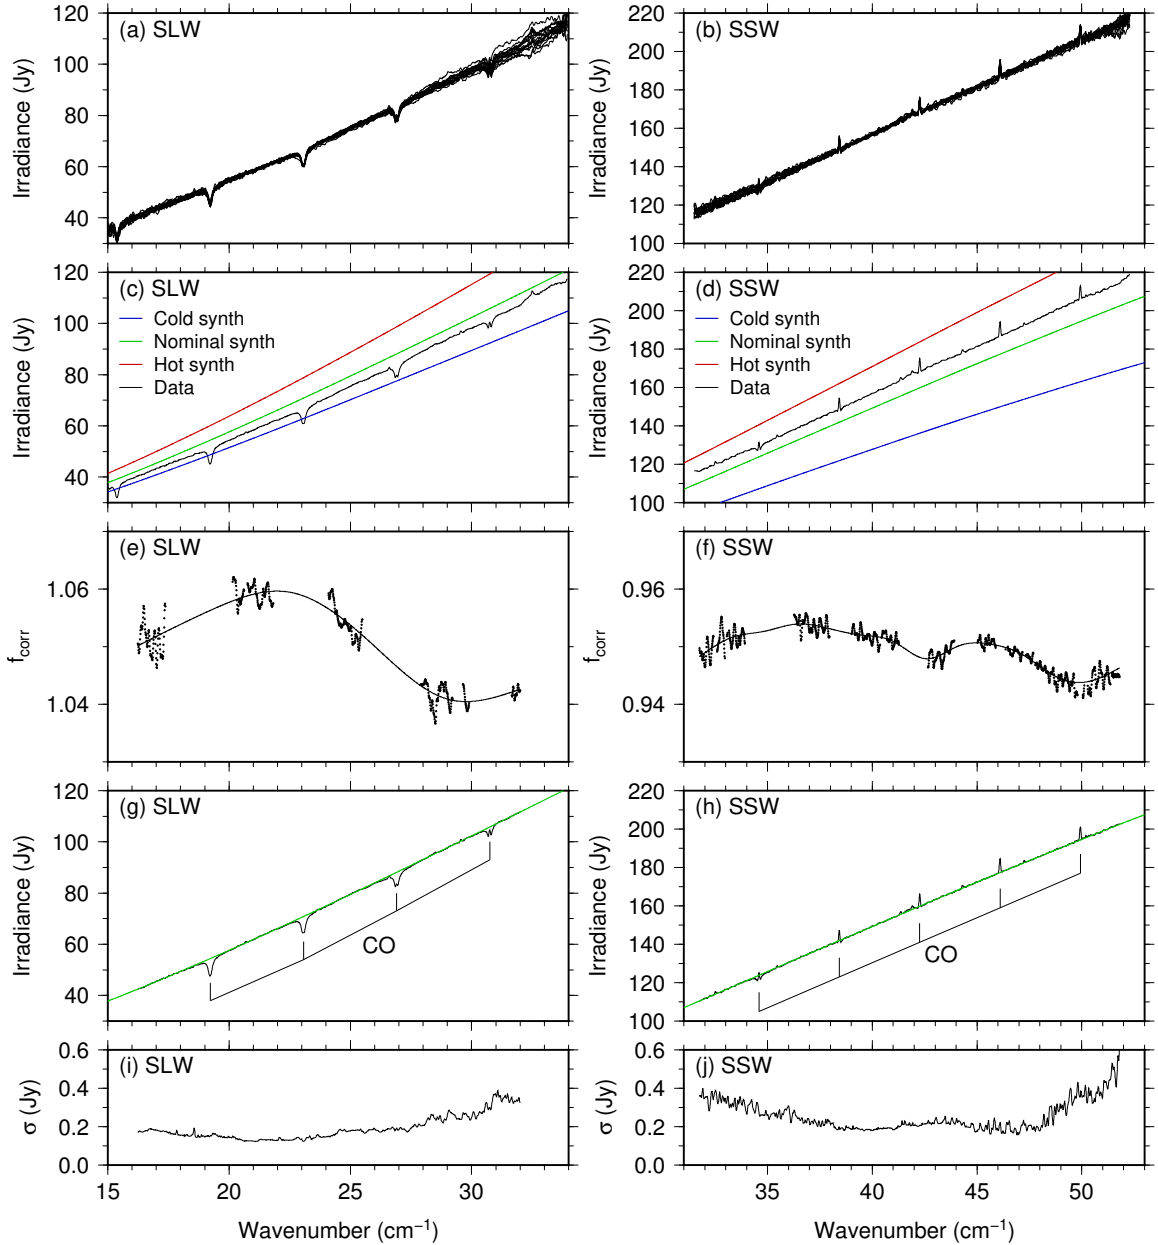 (a) SLW
Irradiance (Jy)
120
100
80
60
40
(b) SSW
Irradiance (Jy)
220
200
180
160
140
120
100
(c) SLW
Cold synth
Nominal synth
Hot synth
Data
Irradiance (Jy)
120
100
80
60
40
(d) SSW
Cold synth
Nominal synth
Hot synth
Data
Irradiance (Jy)
220
200
180
160
140
120
100
(e) SLW
f_corr
1.06
1.04
(f) SSW
f_corr
0.96
0.94
(g) SLW
CO
Irradiance (Jy)
120
100
80
60
40
(h) SSW
CO
Irradiance (Jy)
220
200
180
160
140
120
100
(i) SLW
σ (Jy)
0.6
0.4
0.2
0.0
15 20 25 30
Wavenumber (cm⁻¹)
(j) SSW
σ (Jy)
0.6
0.4
0.2
0.0
35 40 45 50
Wavenumber (cm⁻¹)